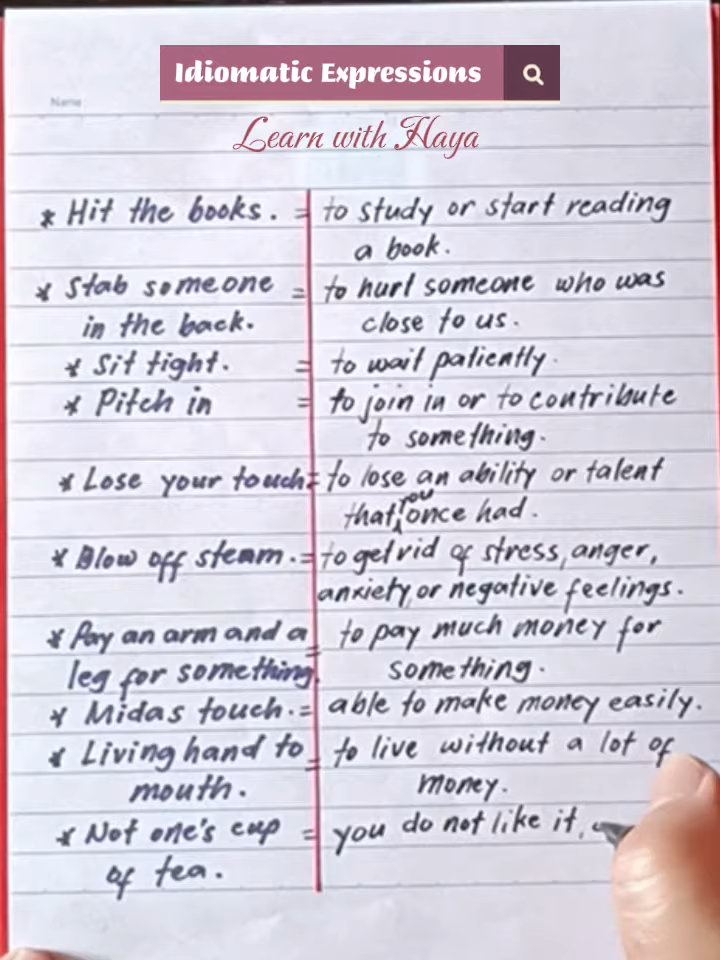 Idiomatic Expressions
Name
Learn with Haya
* Hit the books. = to study or start reading
a book.
* Stab someone = to hurt someone who was
in the back. close to us.
* Sit tight. = to wait patiently.
* Pitch in = to join in or to contribute
to something.
* Lose your touch = to lose an ability or talent
that you once had.
* Blow off steam. = to get rid of stress, anger,
anxiety, or negative feelings.
* Pay an arm and a = to pay much money for
leg for something. something.
* Midas touch. = able to make money easily.
* Living hand to = to live without a lot of
mouth. money.
* Not one's cup = you do not like it,
of tea.